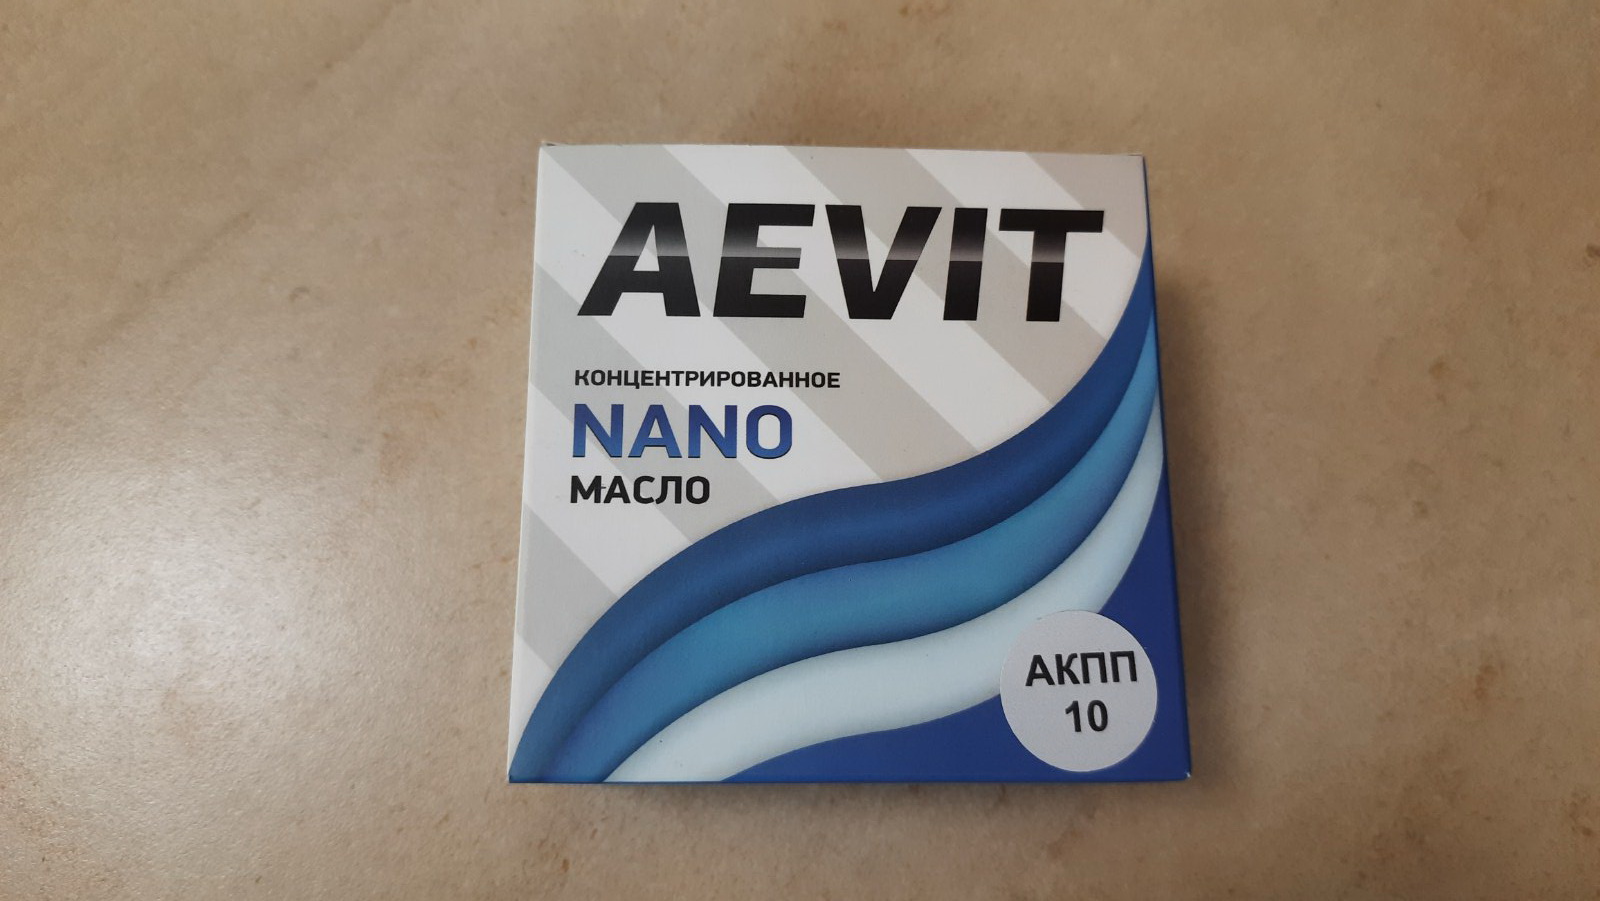 AEVIT
КОНЦЕНТРИРОВАННОЕ
NANO
МАСЛО
АКПП
10